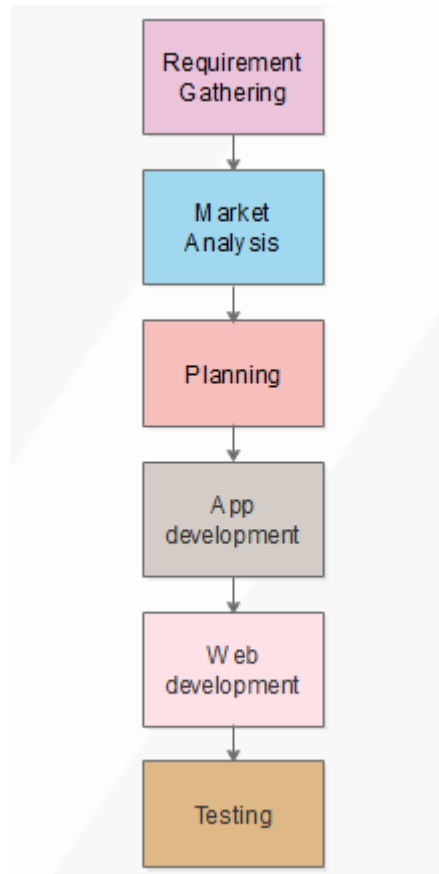 Requirement
Gathering
Market
Analysis
Planning
App
development
Web
development
Testing